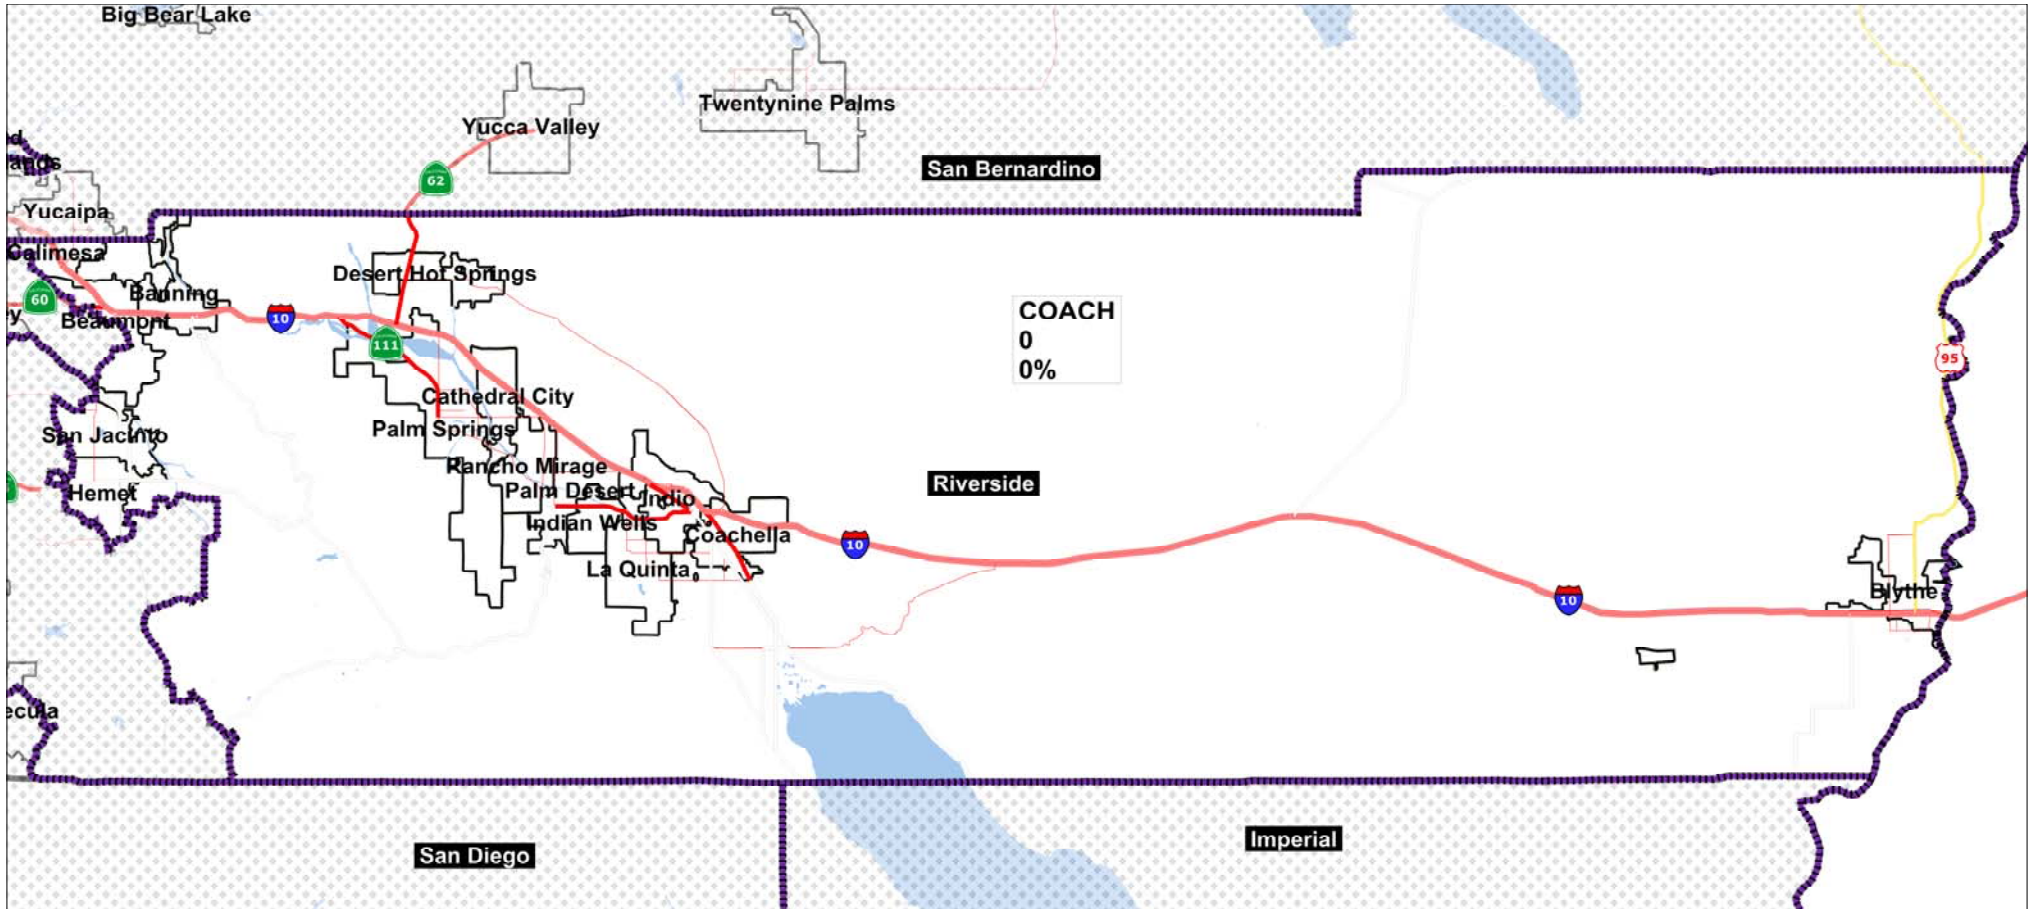 Big Bear Lake
Twentynine Palms
Yucca Valley
San Bernardino
62
Yucaipa
Calimesa
Desert Hot Springs
Banning
60
10
Beaumont
111
COACH
0
0%
95
Cathedral City
Palm Springs
San Jacinto
Rancho Mirage
Riverside
Hemet
Palm Desert
Indio
Indian Wells
Coachella
10
La Quinta
10
Blythe
ecula
San Diego
Imperial